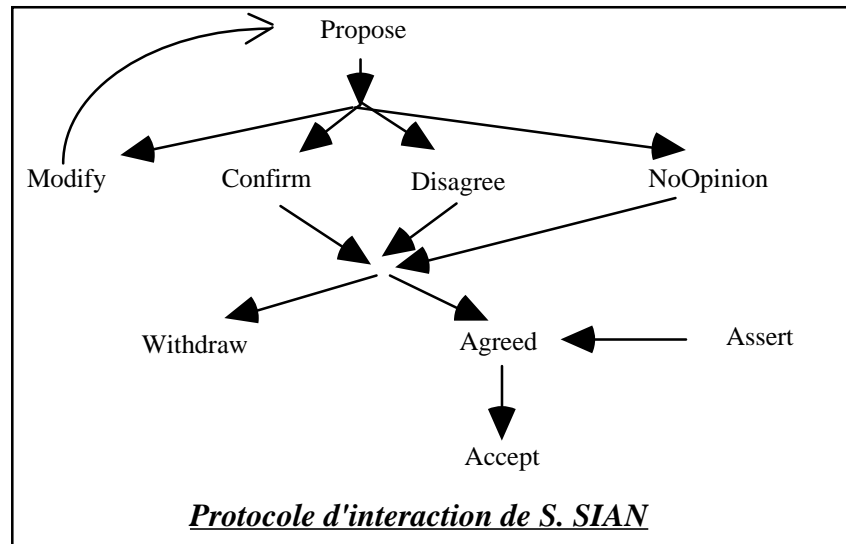 Propose
Modify Confirm Disagree NoOpinion
Withdraw Agreed Assert
Accept
Protocole d'interaction de S. SIAN